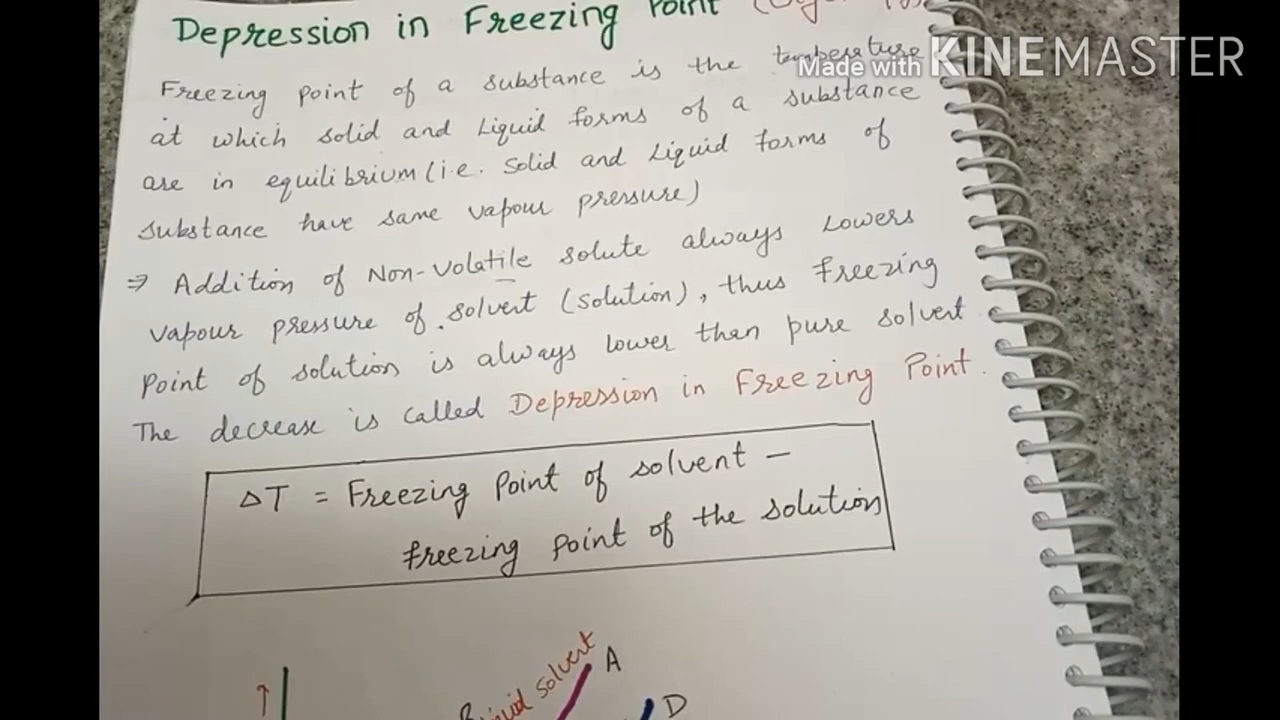 Depression in Freezing Point
Made with KINEMASTER
Freezing point of a substance is the temperature
at which solid and Liquid forms of a substance
are in equilibrium (i.e. solid and Liquid forms of
substance have same vapour pressure)
⇒ Addition of Non-volatile solute always Lowers
vapour pressure of solvent (solution), thus freezing
point of solution is always lower than pure solvent
The decrease is called Depression in Freezing Point.
ΔT = Freezing Point of solvent –
freezing point of the solution
Liquid solvent
A
D